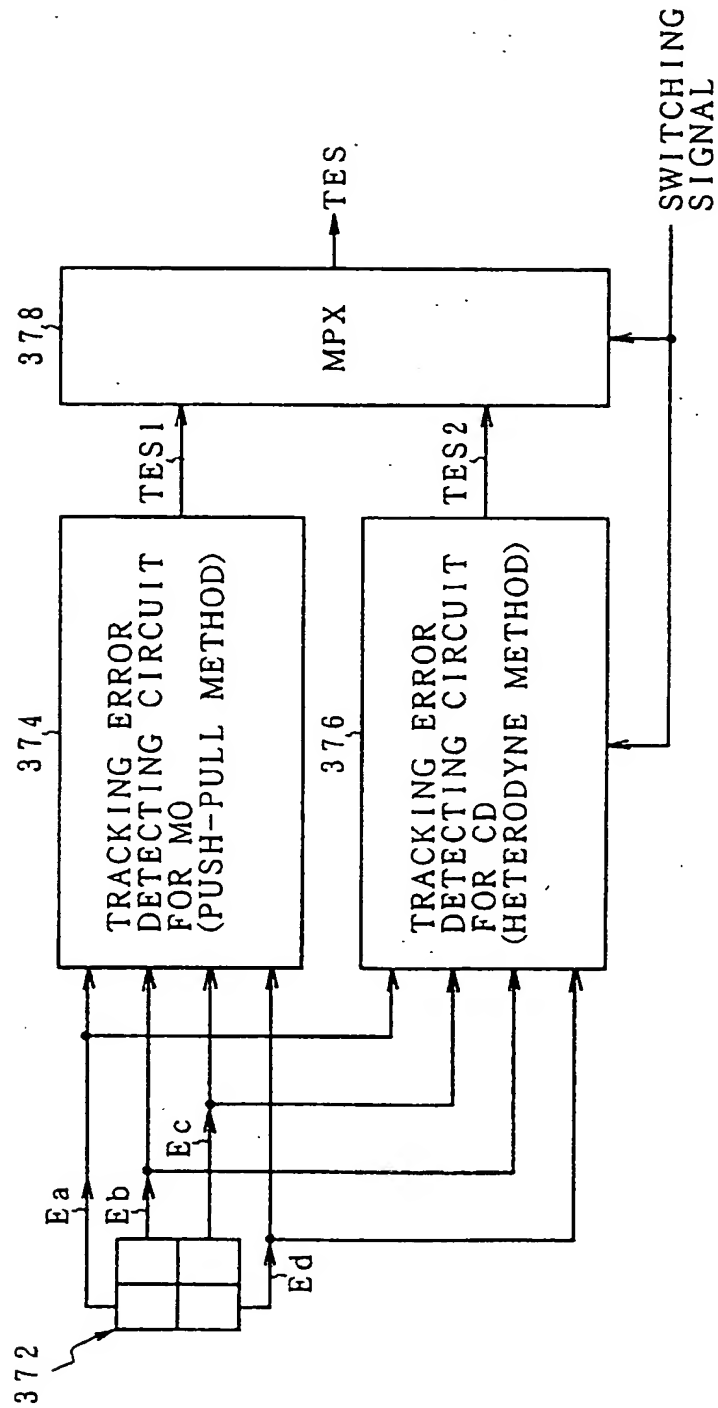 372
Ea
Eb
Ec
Ed
374
TRACKING ERROR
DETECTING CIRCUIT
FOR MO
(PUSH-PULL METHOD)
376
TRACKING ERROR
DETECTING CIRCUIT
FOR CD
(HETERODYNE METHOD)
TES1
TES2
378
MPX
TES
SWITCHING
SIGNAL